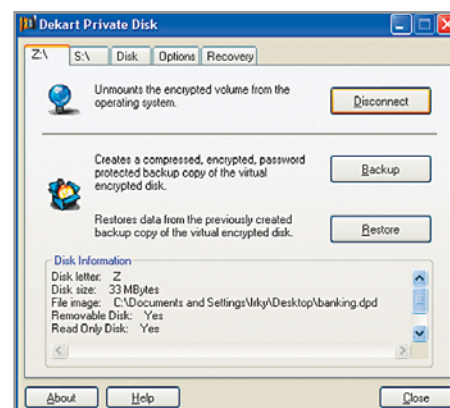 Dekart Private Disk
Z:\ S:\ Disk Options Recovery
Unmounts the encrypted volume from the
operating system.
Disconnect
Creates a compressed, encrypted, password
protected backup copy of the virtual
encrypted disk.
Backup
Restores data from the previously created
backup copy of the virtual encrypted disk.
Restore
Disk Information
Disk letter: Z
Disk size: 33 MBytes
File image: C:\Documents and Settings\Irky\Desktop\banking.dpd
Removable Disk: Yes
Read Only Disk: Yes
About Help Close